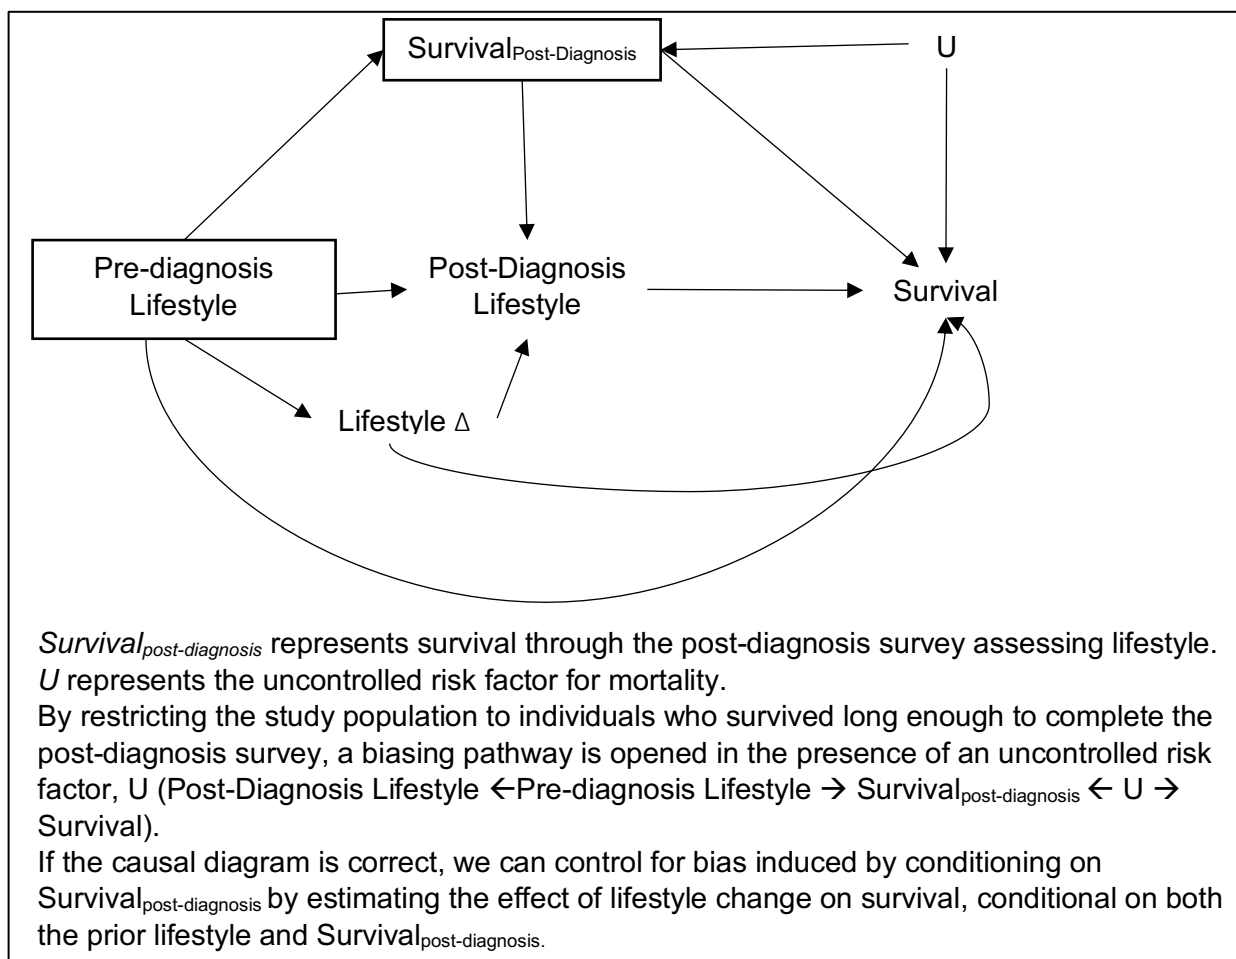 Survival_Post-Diagnosis
U
Pre-diagnosis
Lifestyle
Post-Diagnosis
Lifestyle
Survival
Lifestyle Δ
Survival_post-diagnosis represents survival through the post-diagnosis survey assessing lifestyle.
U represents the uncontrolled risk factor for mortality.
By restricting the study population to individuals who survived long enough to complete the
post-diagnosis survey, a biasing pathway is opened in the presence of an uncontrolled risk
factor, U (Post-Diagnosis Lifestyle ←Pre-diagnosis Lifestyle → Survival_post-diagnosis ← U →
Survival).
If the causal diagram is correct, we can control for bias induced by conditioning on
Survival_post-diagnosis by estimating the effect of lifestyle change on survival, conditional on both
the prior lifestyle and Survival_post-diagnosis.